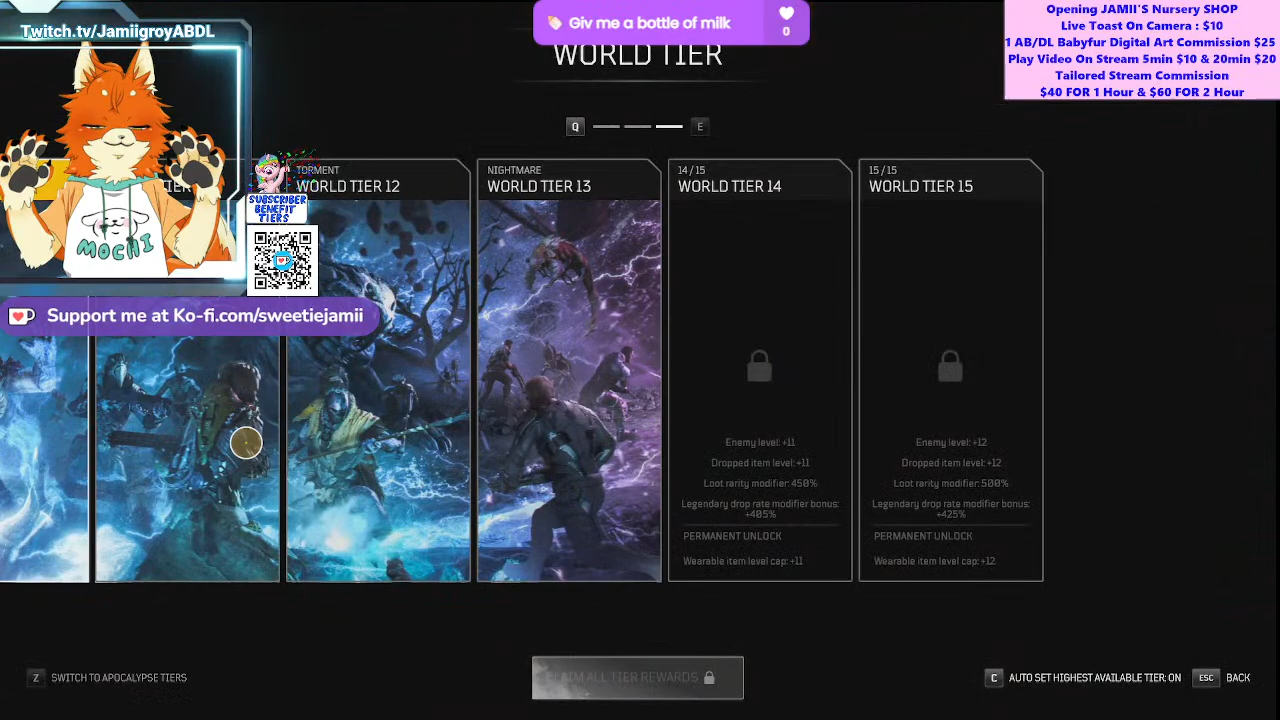 Twitch.tv/JamiigroyABDL
Giv me a bottle of milk
0
Opening JAMII'S Nursery SHOP
Live Toast On Camera : $10
1 AB/DL Babyfur Digital Art Commission $25
Play Video On Stream 5min $10 & 20min $20
Tailored Stream Commission
$40 FOR 1 Hour & $60 FOR 2 Hour
WORLD TIER
Q
E
TORMENT
WORLD TIER 12
NIGHTMARE
WORLD TIER 13
14 / 15
WORLD TIER 14
15 / 15
WORLD TIER 15
MOCHI
SUBSCRIBER
BENEFIT
TIERS
Support me at Ko-fi.com/sweetiejamii
Enemy level: +11
Dropped item level: +11
Loot rarity modifier: 450%
Legendary drop rate modifier bonus:
+405%
PERMANENT UNLOCK
Wearable item level cap: +11
Enemy level: +12
Dropped item level: +12
Loot rarity modifier: 500%
Legendary drop rate modifier bonus:
+425%
PERMANENT UNLOCK
Wearable item level cap: +12
Z SWITCH TO APOCALYPSE TIERS
CLAIM ALL TIER REWARDS
C AUTO SET HIGHEST AVAILABLE TIER: ON
ESC BACK